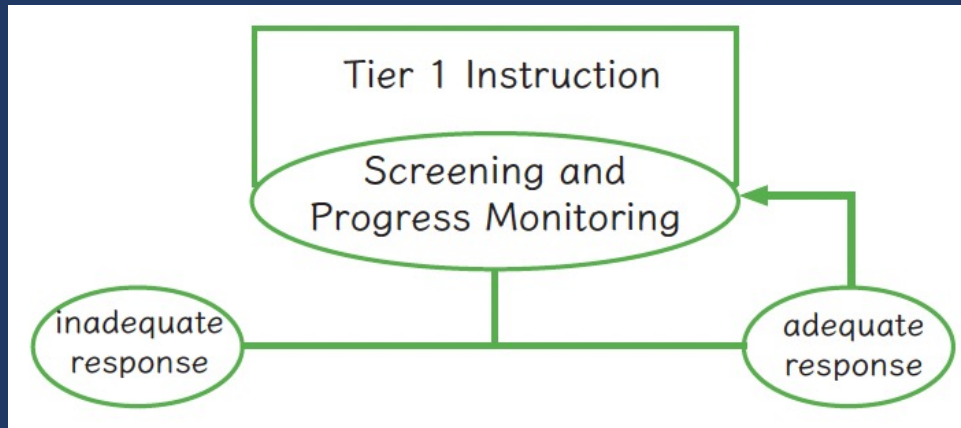 Tier 1 Instruction
Screening and
Progress Monitoring
inadequate
response
adequate
response